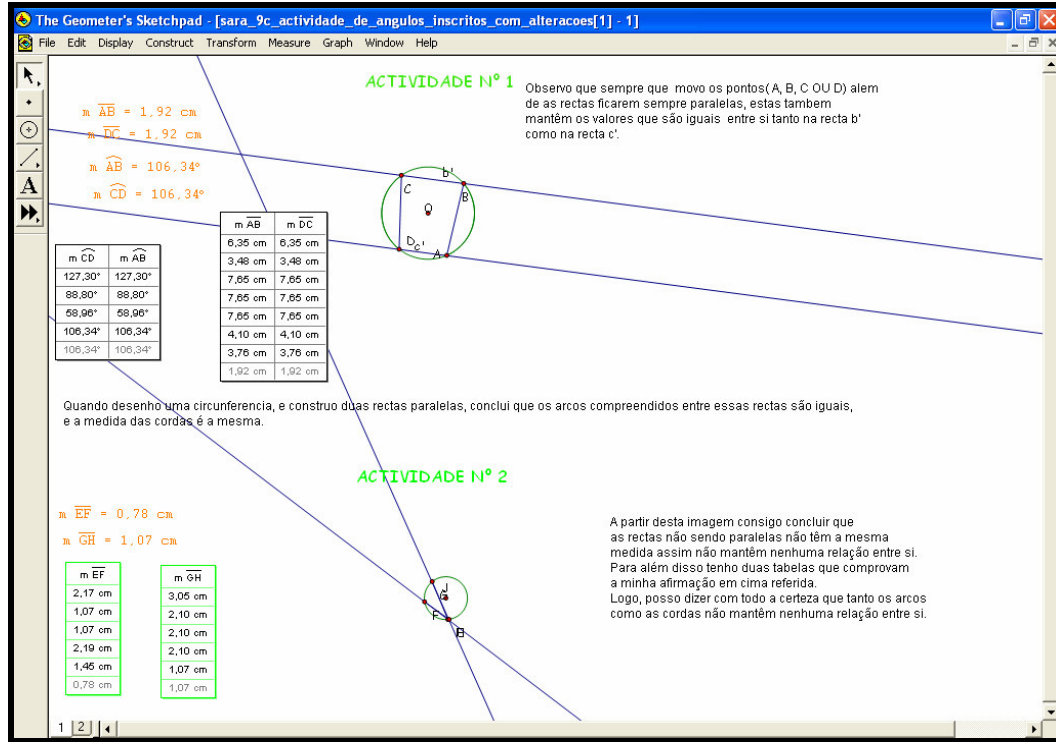 The Geometer's Sketchpad - [sara_9c_actividade_de_angulos_inscritos_com_alteracoes[1] - 1]
File Edit Display Construct Transform Measure Graph Window Help
ACTIVIDADE Nº 1
Observo que sempre que movo os pontos( A, B, C OU D) alem
de as rectas ficarem sempre paralelas, estas tambem
mantêm os valores que são iguais entre si tanto na recta b'
como na recta c'.
m AB = 1,92 cm
m DC = 1,92 cm
m AB = 106,34°
m CD = 106,34°
b'
C
B
O
D
c'
A
m CD m AB
127,30° 127,30°
88,80° 88,80°
58,96° 58,96°
106,34° 106,34°
106,34° 106,34°
m AB m DC
6,35 cm 6,35 cm
3,48 cm 3,48 cm
7,65 cm 7,65 cm
7,65 cm 7,65 cm
7,65 cm 7,65 cm
4,10 cm 4,10 cm
3,76 cm 3,76 cm
1,92 cm 1,92 cm
Quando desenho uma circunferencia, e construo duas rectas paralelas, conclui que os arcos compreendidos entre essas rectas são iguais,
e a medida das cordas é a mesma.
ACTIVIDADE Nº 2
m EF = 0,78 cm
m GH = 1,07 cm
m EF
2,17 cm
1,07 cm
1,07 cm
2,19 cm
1,45 cm
0,78 cm
m GH
3,05 cm
2,10 cm
2,10 cm
2,10 cm
1,07 cm
1,07 cm
J
F
A partir desta imagem consigo concluir que
as rectas não sendo paralelas não têm a mesma
medida assim não mantêm nenhuma relação entre si.
Para além disso tenho duas tabelas que comprovam
a minha afirmação em cima referida.
Logo, posso dizer com todo a certeza que tanto os arcos
como as cordas não mantêm nenhuma relação entre si.
1 2